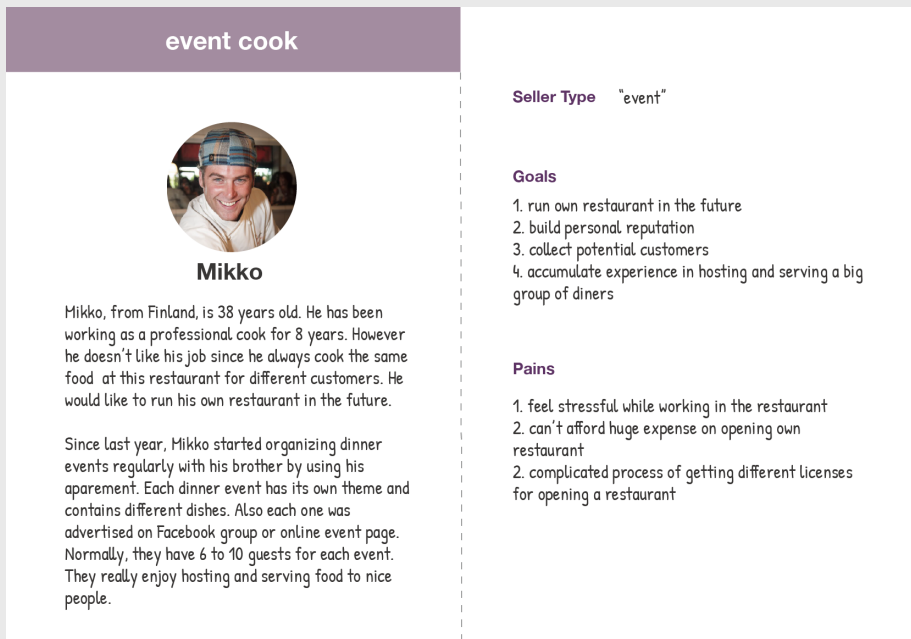 event cook
Mikko
Mikko, from Finland, is 38 years old. He has been
working as a professional cook for 8 years. However
he doesn't like his job since he always cook the same
food  at this restaurant for different customers. He
would like to run his own restaurant in the future.
Since last year, Mikko started organizing dinner
events regularly with his brother by using his
aparement. Each dinner event has its own theme and
contains different dishes. Also each one was
advertised on Facebook group or online event page.
Normally, they have 6 to 10 guests for each event.
They really enjoy hosting and serving food to nice
people.
Seller Type “event”
Goals
1. run own restaurant in the future
2. build personal reputation
3. collect potential customers
4. accumulate experience in hosting and serving a big
group of diners
Pains
1. feel stressful while working in the restaurant
2. can't afford huge expense on opening own
restaurant
2. complicated process of getting different licenses
for opening a restaurant